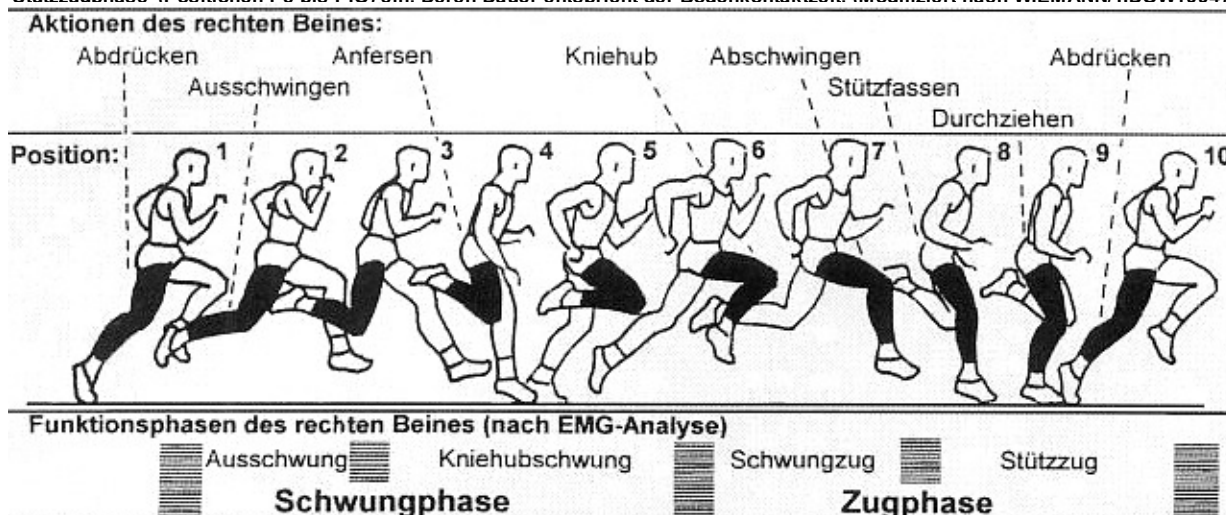 Aktionen des rechten Beines:
Abdrücken Anfersen Kniehub Abschwingen Abdrücken
Ausschwingen Stützfassen
Durchziehen
Position: 1 2 3 4 5 6 7 8 9 10
Funktionsphasen des rechten Beines (nach EMG-Analyse)
Ausschwung Kniehubschwung Schwungzug Stützzug
Schwungphase Zugphase